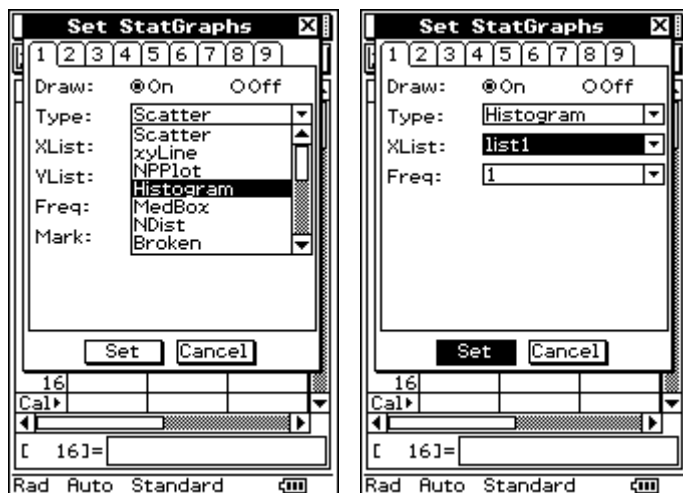 Set StatGraphs
1 2 3 4 5 6 7 8 9
Draw: On Off
Type: Scatter
Scatter
xyLine
NPPlot
Histogram
MedBox
NDist
Broken
XList:
YList:
Freq:
Mark:
Set Cancel
16
Cal
[ 16]=
Rad Auto Standard
Set StatGraphs
1 2 3 4 5 6 7 8 9
Draw: On Off
Type: Histogram
XList: list1
Freq: 1
Set Cancel
16
Cal
[ 16]=
Rad Auto Standard